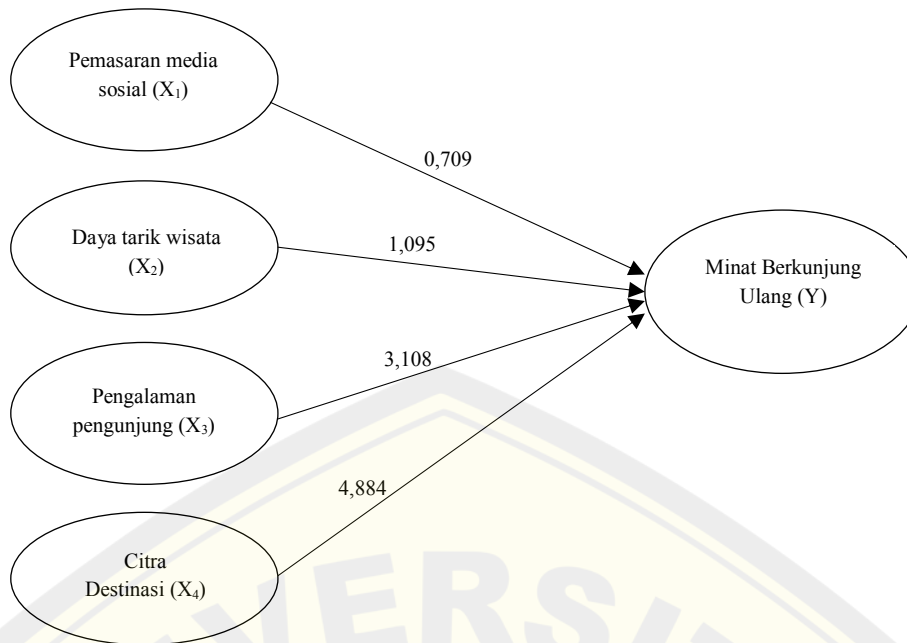 Pemasaran media
sosial (X₁)
0,709
Daya tarik wisata
(X₂)
1,095
Minat Berkunjung
Ulang (Y)
3,108
Pengalaman
pengunjung (X₃)
4,884
Citra
Destinasi (X₄)
VERSI